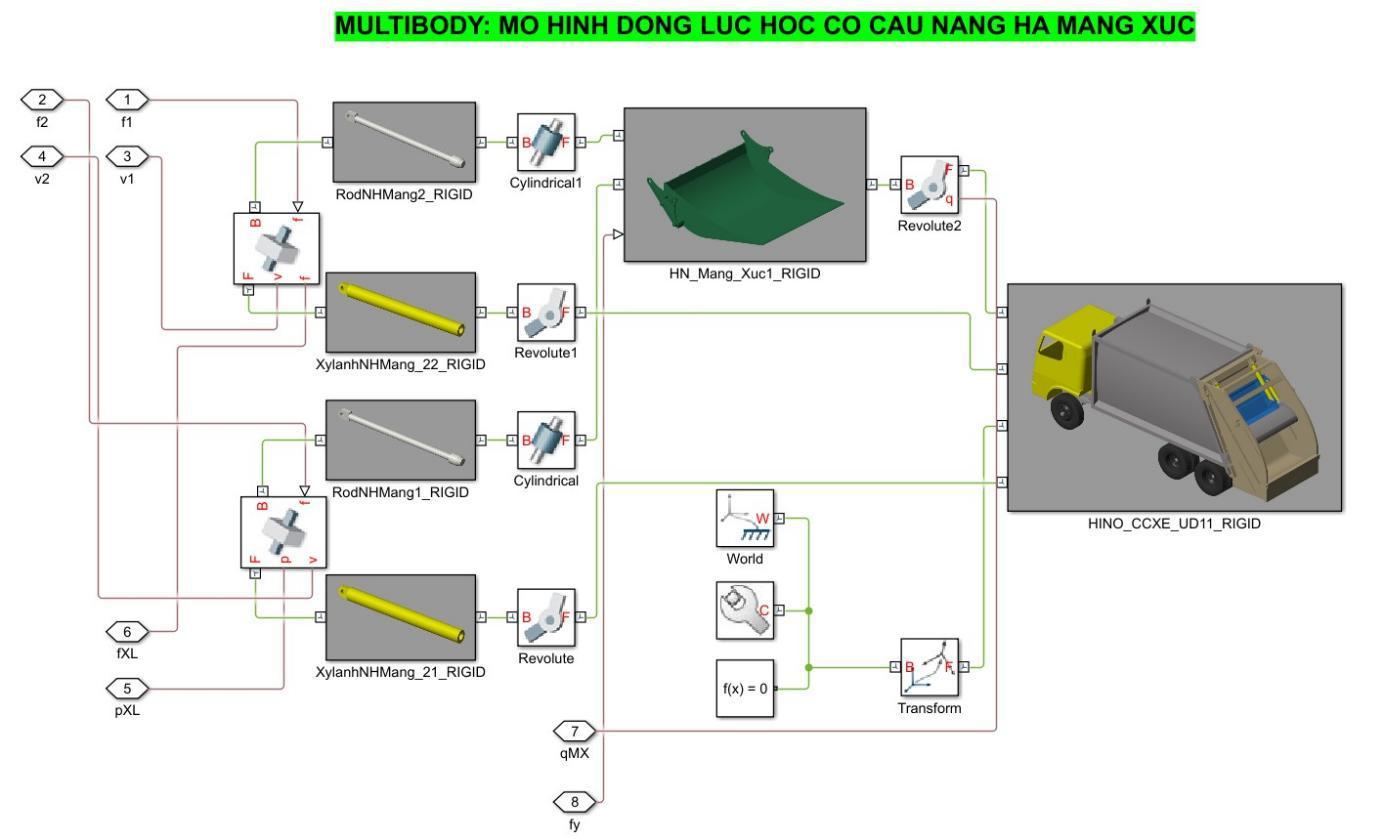 MULTIBODY: MO HINH DONG LUC HOC CO CAU NANG HA MANG XUC
2
f2
1
f1
4
v2
3
v1
RodNHMang2_RIGID
B
F
Cylindrical1
HN_Mang_Xuc1_RIGID
B
F
q
Revolute2
B
f
F
v
f
XylanhNHMang_22_RIGID
B
F
Revolute1
HINO_CCXE_UD11_RIGID
RodNHMang1_RIGID
B
F
Cylindrical
B
f
F
p
v
XylanhNHMang_21_RIGID
B
F
Revolute
W
World
C
f(x) = 0
B
F
Transform
6
fXL
5
pXL
7
qMX
8
fy